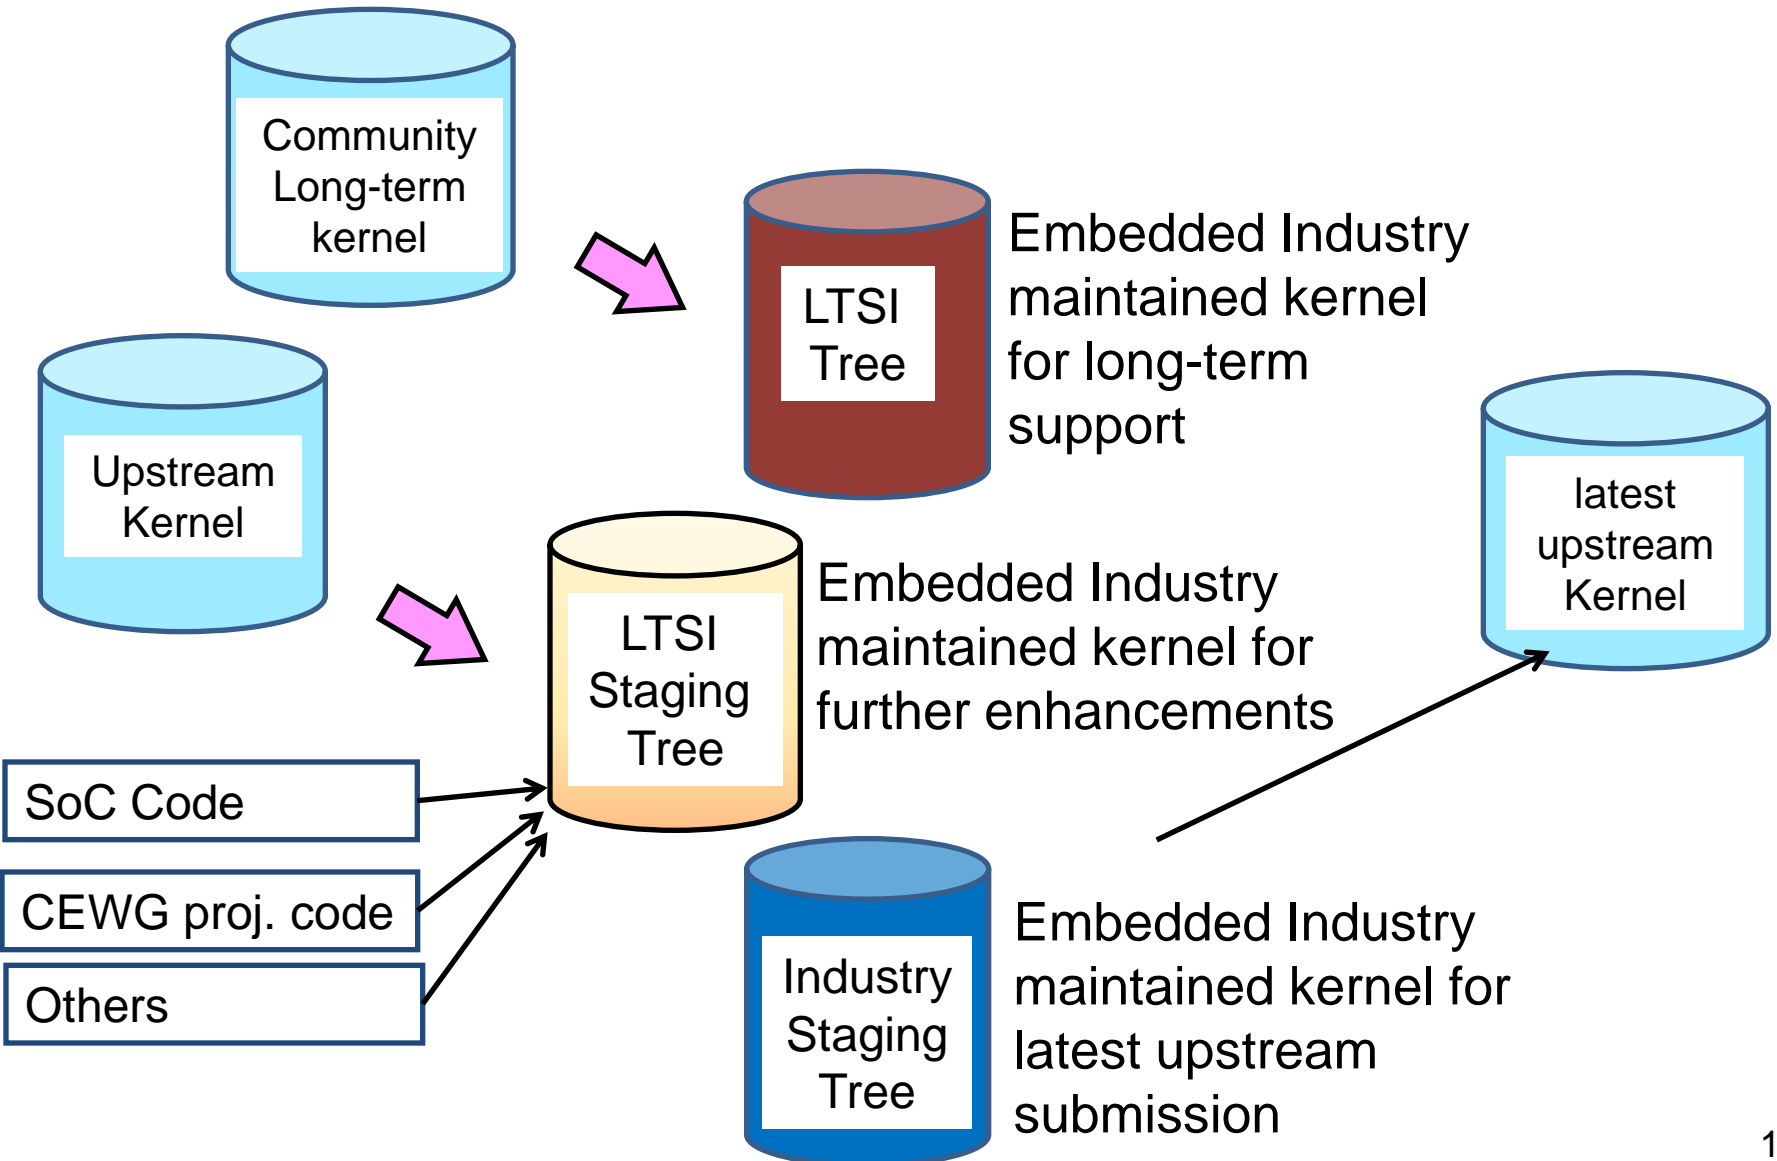 Community
Long-term
kernel
LTSI
Tree
Embedded Industry
maintained kernel
for long-term
support
Upstream
Kernel
latest
upstream
Kernel
LTSI
Staging
Tree
Embedded Industry
maintained kernel for
further enhancements
SoC Code
CEWG proj. code
Others
Industry
Staging
Tree
Embedded Industry
maintained kernel for
latest upstream
submission
1